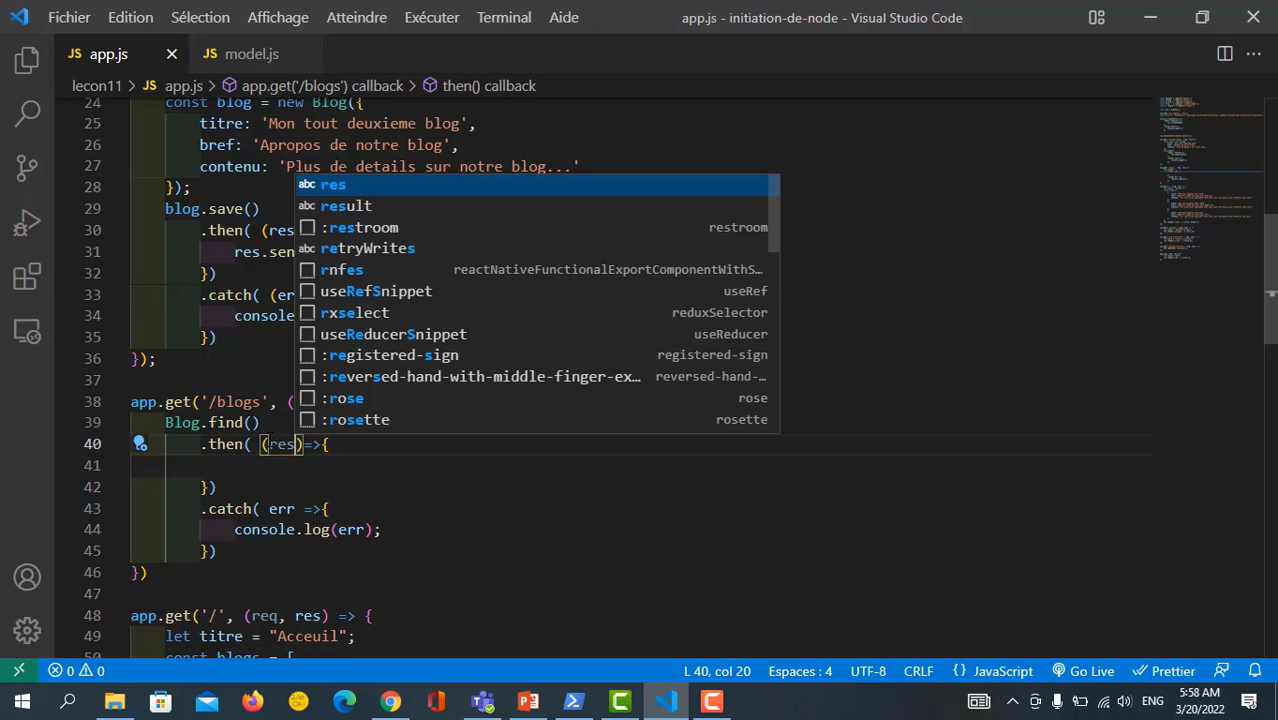 Fichier Edition Sélection Affichage Atteindre Exécuter Terminal Aide app.js - initiation-de-node - Visual Studio Code
JS app.js JS model.js
lecon11 > JS app.js > app.get('/blogs') callback > then() callback
24 const blog = new Blog({
25 titre: 'Mon tout deuxieme blog',
26 bref: 'Apropos de notre blog',
27 contenu: 'Plus de details sur notre blog...'
28 });
29 blog.save()
30 .then( (res
31 res.sen
32 })
33 .catch( (er
34 console
35 })
36 });
37
abc res
abc result
:restroom restroom
abc retryWrites
rnfes reactNativeFunctionalExportComponentWithS...
useRefSnippet useRef
rxselect reduxSelector
useReducerSnippet useReducer
:registered-sign registered-sign
:reversed-hand-with-middle-finger-ex... reversed-hand-...
:rose rose
:rosette rosette
38 app.get('/blogs', (
39 Blog.find()
40 .then( (res)=>{
41
42 })
43 .catch( err =>{
44 console.log(err);
45 })
46 })
47
48 app.get('/', (req, res) => {
49 let titre = "Acceuil";
50 const blogs = [
0 0 L 40, col 20 Espaces : 4 UTF-8 CRLF {} JavaScript Go Live Prettier
ENG 5:58 AM
3/20/2022